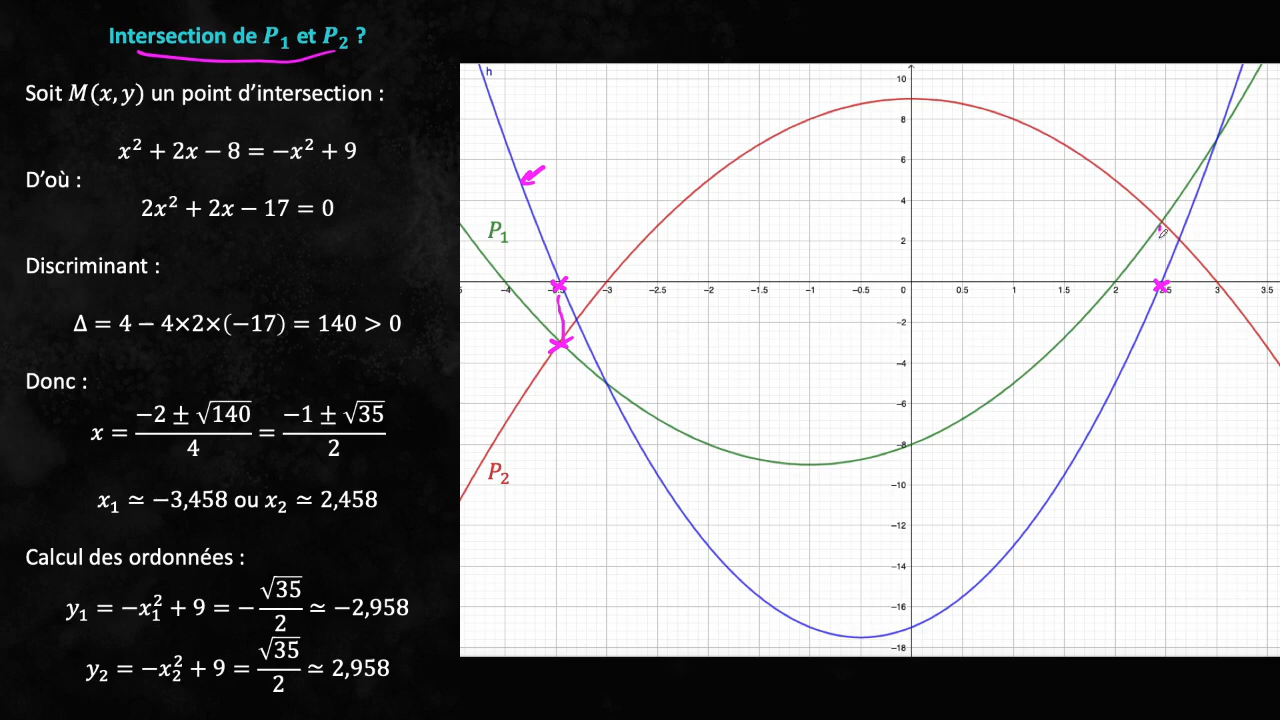 Intersection de P₁ et P₂ ?
Soit M(x, y) un point d’intersection :
x² + 2x − 8 = −x² + 9
D’où :
2x² + 2x − 17 = 0
Discriminant :
Δ = 4 − 4×2×(−17) = 140 > 0
Donc :
x = (−2 ± √140)/4 = (−1 ± √35)/2
x₁ ≃ −3,458 ou x₂ ≃ 2,458
Calcul des ordonnées :
y₁ = −x₁² + 9 = −√35/2 ≃ −2,958
y₂ = −x₂² + 9 = √35/2 ≃ 2,958
h
P₁
P₂
10
8
6
4
2
−4 −3 −2.5 −2 −1.5 −1 −0.5 0 0.5 1 1.5 2 2.5 3 3.5
−2
−4
−6
−8
−10
−12
−14
−16
−18